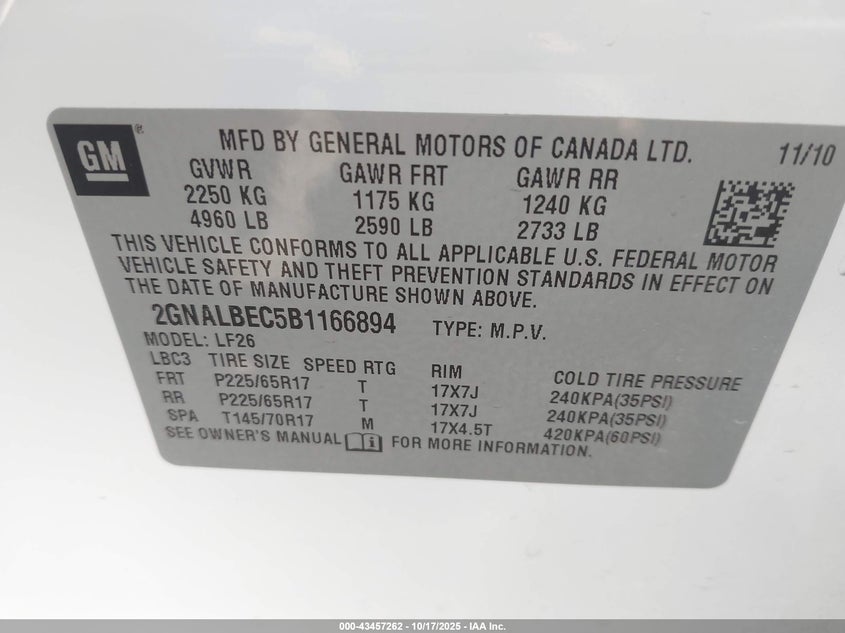 GM ®
MFD BY GENERAL MOTORS OF CANADA LTD. 11/10
GVWR GAWR FRT GAWR RR
2250 KG 1175 KG 1240 KG
4960 LB 2590 LB 2733 LB
THIS VEHICLE CONFORMS TO ALL APPLICABLE U.S. FEDERAL MOTOR
VEHICLE SAFETY AND THEFT PREVENTION STANDARDS IN EFFECT ON
THE DATE OF MANUFACTURE SHOWN ABOVE.
2GNALBEC5B1166894 TYPE: M.P.V.
MODEL: LF26
LBC3 TIRE SIZE SPEED RTG RIM COLD TIRE PRESSURE
FRT P225/65R17 T 17X7J 240KPA(35PSI)
RR P225/65R17 T 17X7J 240KPA(35PSI)
SPA T145/70R17 M 17X4.5T 420KPA(60PSI)
SEE OWNER'S MANUAL i FOR MORE INFORMATION.
000-43457262 - 10/17/2025 - IAA Inc.